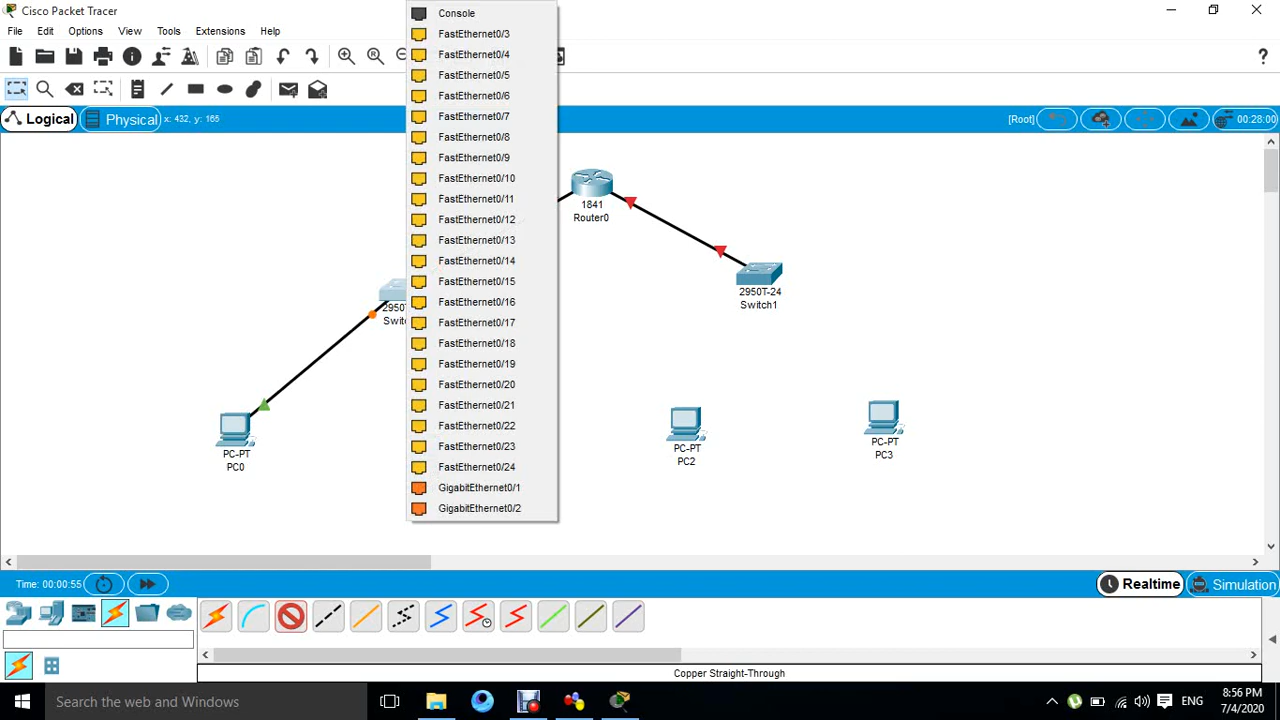 Cisco Packet Tracer
File Edit Options View Tools Extensions Help
Logical
Physical
x: 432, y: 165
[Root]
00:28:00
Console
FastEthernet0/3
FastEthernet0/4
FastEthernet0/5
FastEthernet0/6
FastEthernet0/7
FastEthernet0/8
FastEthernet0/9
FastEthernet0/10
FastEthernet0/11
FastEthernet0/12
FastEthernet0/13
FastEthernet0/14
FastEthernet0/15
FastEthernet0/16
FastEthernet0/17
FastEthernet0/18
FastEthernet0/19
FastEthernet0/20
FastEthernet0/21
FastEthernet0/22
FastEthernet0/23
FastEthernet0/24
GigabitEthernet0/1
GigabitEthernet0/2
1841
Router0
2950T-24
Switch1
PC-PT
PC0
PC-PT
PC2
PC-PT
PC3
Time: 00:00:55
Realtime
Simulation
Copper Straight-Through
Search the web and Windows
ENG
8:56 PM
7/4/2020